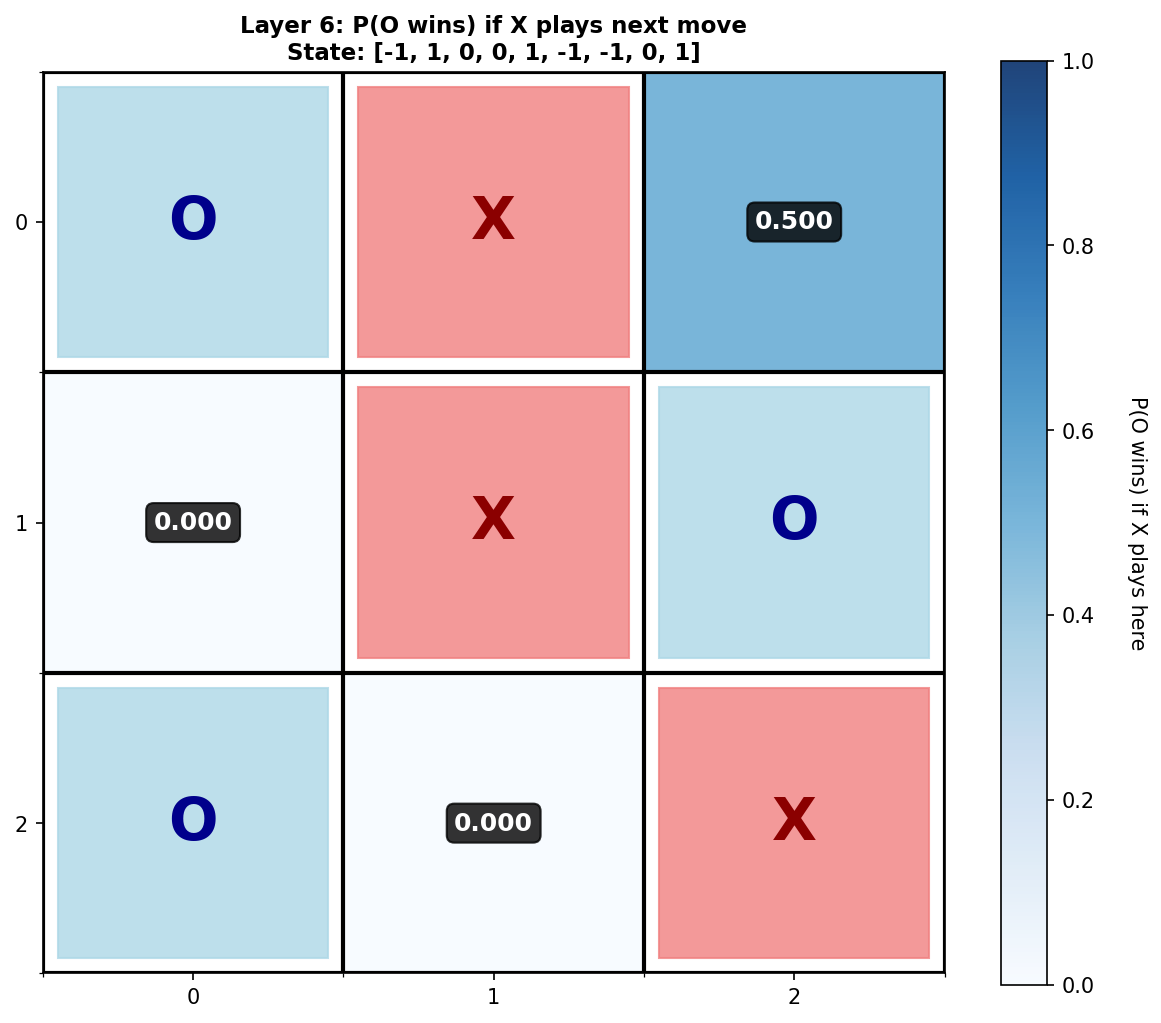 Layer 6: P(O wins) if X plays next move
State: [-1, 1, 0, 0, 1, -1, -1, 0, 1]
0
O
X
0.500
1
0.000
X
O
2
O
0.000
X
0
1
2
1.0
0.8
0.6
0.4
0.2
0.0
P(O wins) if X plays here